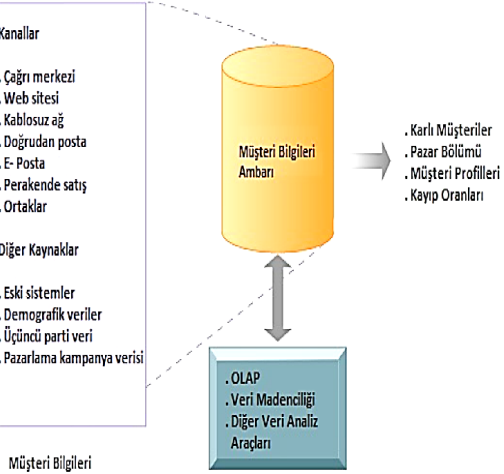 Kanallar
. Çağrı merkezi
. Web sitesi
. Kablosuz ağ
. Doğrudan posta
. E- Posta
. Perakende satış
. Ortaklar
Diğer Kaynaklar
. Eski sistemler
. Demografik veriler
. Üçüncü parti veri
. Pazarlama kampanya verisi
Müşteri Bilgileri
Müşteri Bilgileri
Ambarı
. Karlı Müşteriler
. Pazar Bölümü
. Müşteri Profilleri
. Kayıp Oranları
. OLAP
. Veri Madenciliği
. Diğer Veri Analiz
Araçları